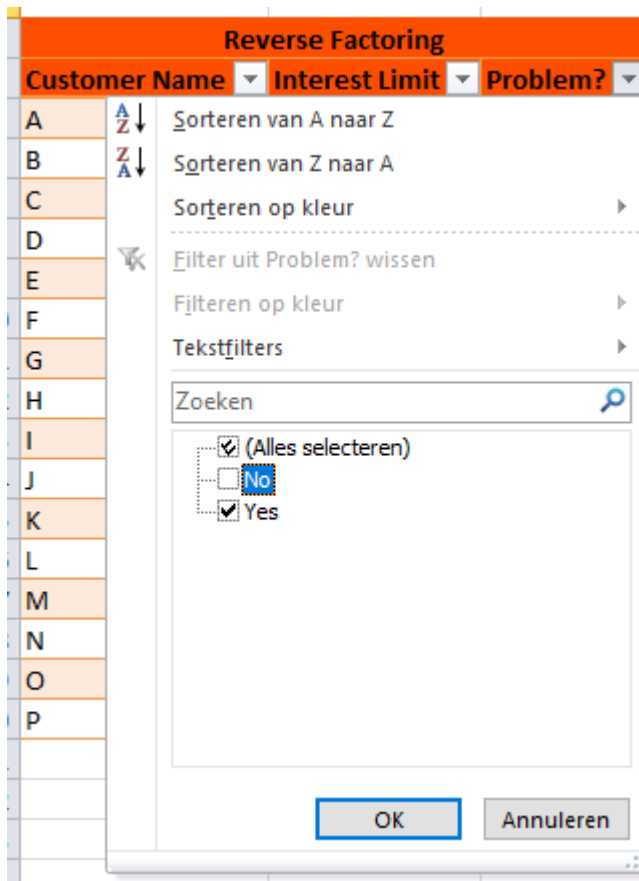 Reverse Factoring
Customer Name Interest Limit Problem?
A
B
C
D
E
F
G
H
I
J
K
L
M
N
O
P
Sorteren van A naar Z
Sorteren van Z naar A
Sorteren op kleur
Filter uit Problem? wissen
Filteren op kleur
Tekstfilters
Zoeken
(Alles selecteren)
No
Yes
OK Annuleren